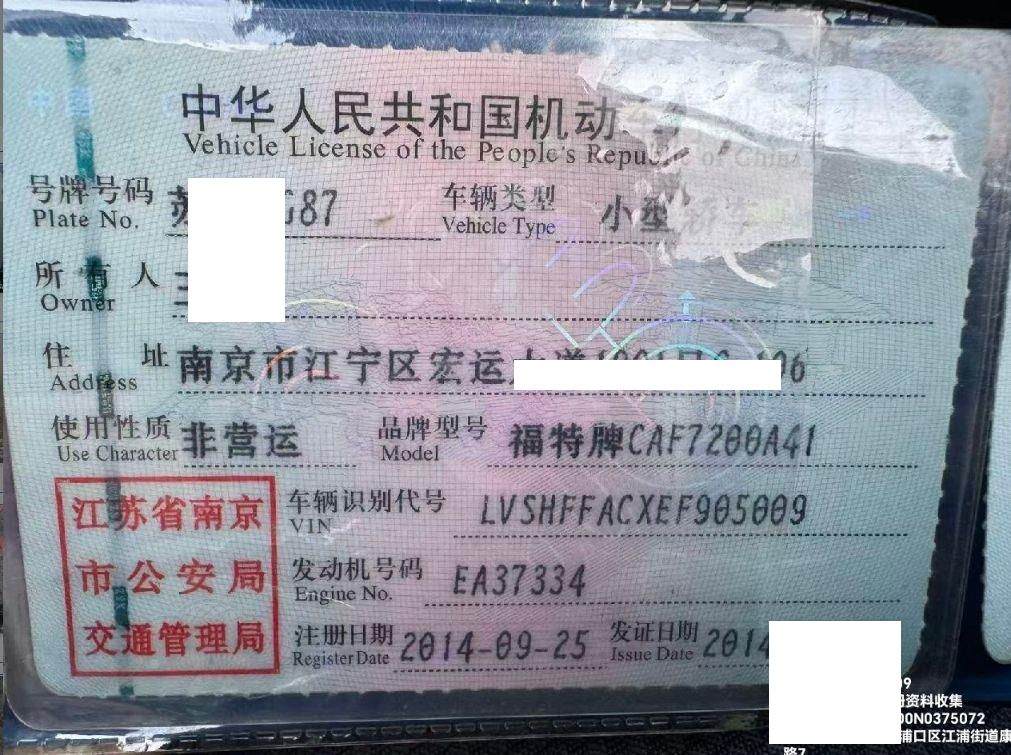 中华人民共和国机动
Vehicle License of the People's Republic of China
号牌号码 苏 G87 车辆类型 小型
Plate No. Vehicle Type
所有人
Owner
住址 南京市江宁区宏运大道 06
Address
使用性质 非营运 品牌型号 福特牌CAF7200A41
Use Character Model
江苏省南京 车辆识别代号 LVSHFFACXEF905009
VIN
市公安局 发动机号码 EA37334
Engine No.
交通管理局 注册日期 2014-09-25 发证日期 2014
Register Date Issue Date
09
资料收集
00N0375072
浦口区江浦街道康
路7